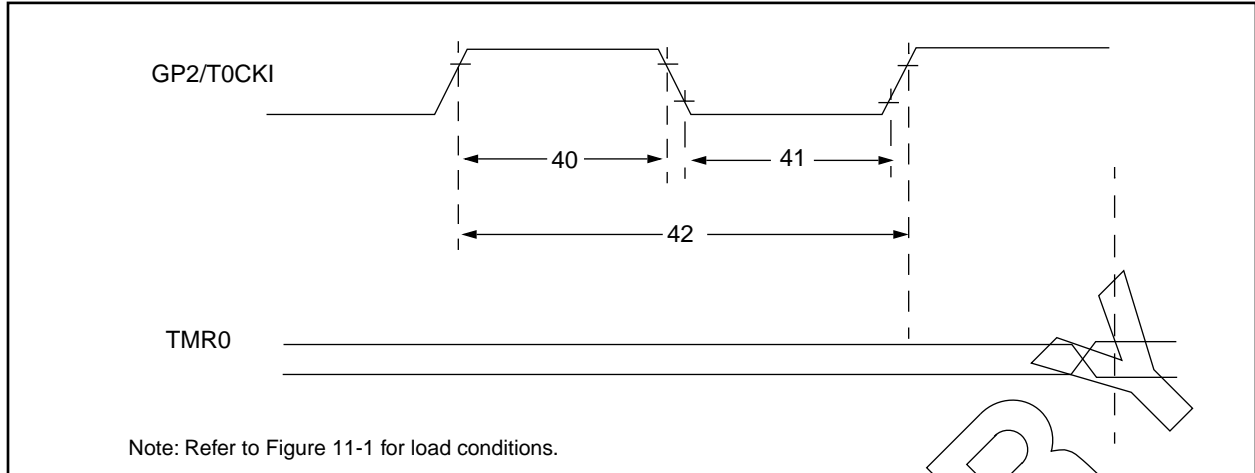 GP2/T0CKI
40
41
42
TMR0
Note: Refer to Figure 11-1 for load conditions.
R
Y